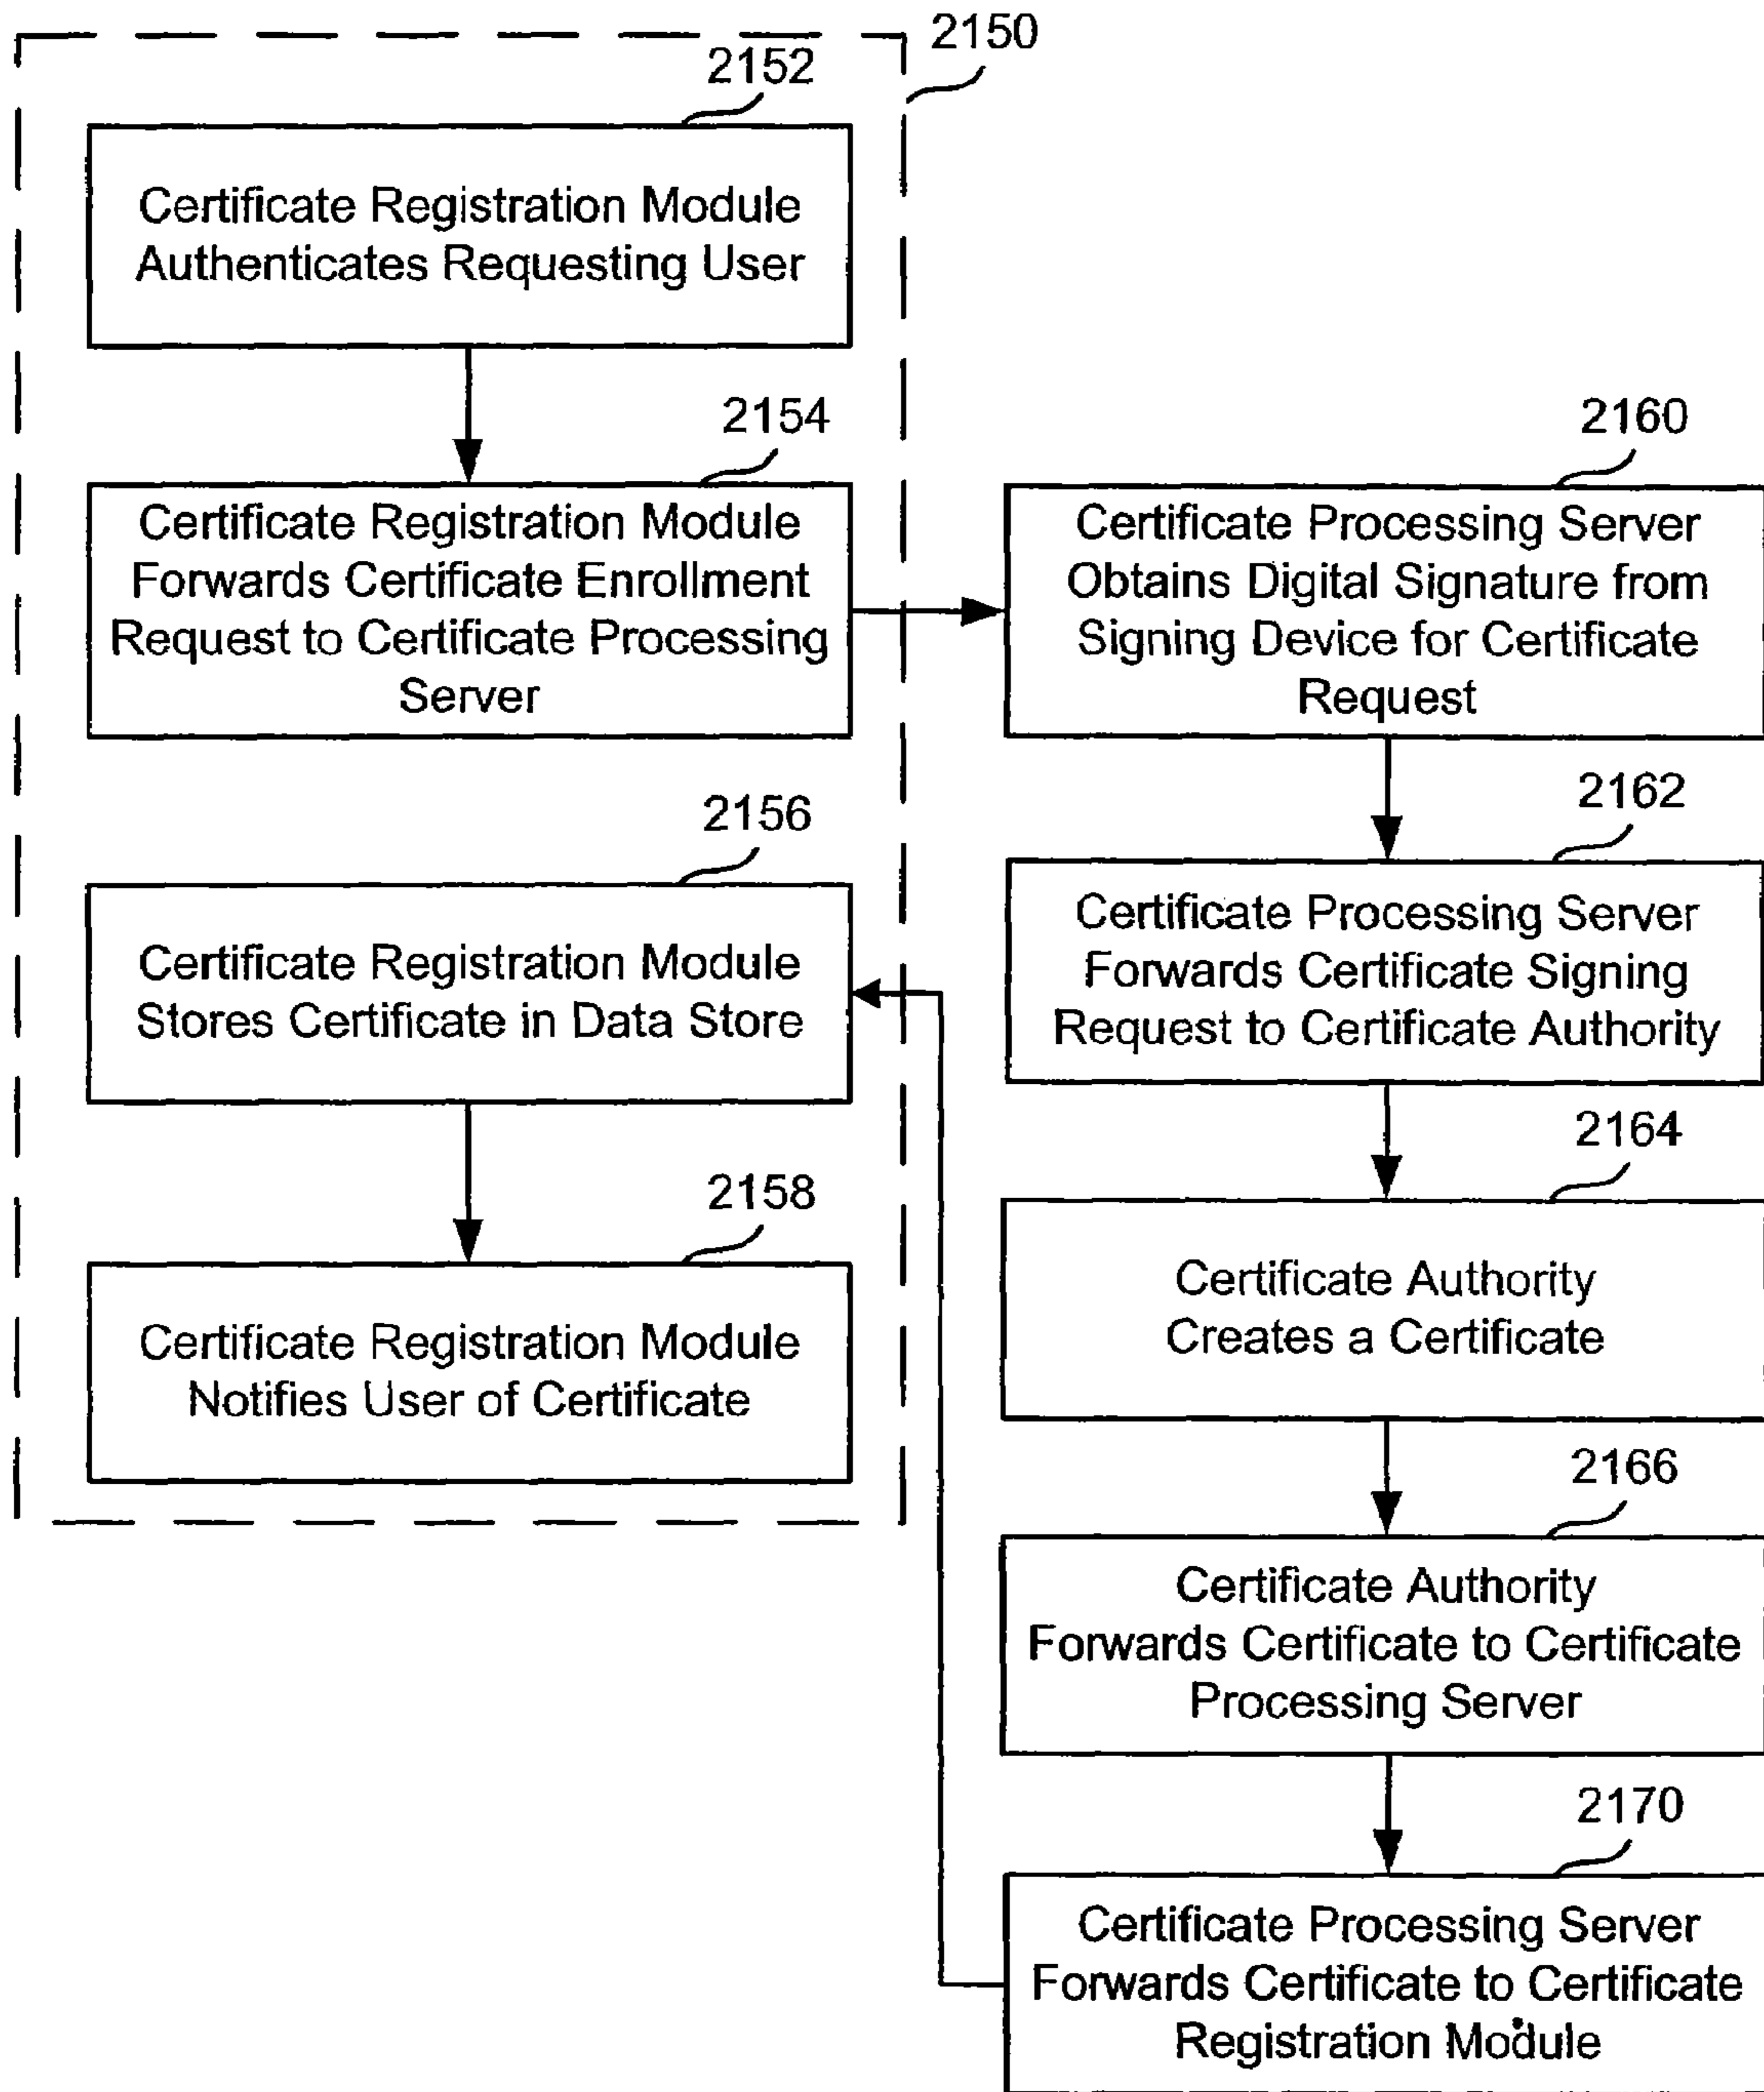 2150
2152
Certificate Registration Module
Authenticates Requesting User
2154
Certificate Registration Module
Forwards Certificate Enrollment
Request to Certificate Processing
Server
2160
Certificate Processing Server
Obtains Digital Signature from
Signing Device for Certificate
Request
2162
Certificate Processing Server
Forwards Certificate Signing
Request to Certificate Authority
2164
Certificate Authority
Creates a Certificate
2166
Certificate Authority
Forwards Certificate to Certificate
Processing Server
2170
Certificate Processing Server
Forwards Certificate to Certificate
Registration Module
2156
Certificate Registration Module
Stores Certificate in Data Store
2158
Certificate Registration Module
Notifies User of Certificate